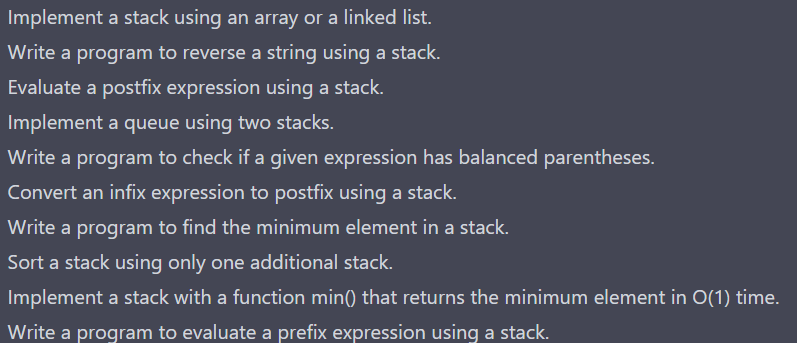 Implement a stack using an array or a linked list.
Write a program to reverse a string using a stack.
Evaluate a postfix expression using a stack.
Implement a queue using two stacks.
Write a program to check if a given expression has balanced parentheses.
Convert an infix expression to postfix using a stack.
Write a program to find the minimum element in a stack.
Sort a stack using only one additional stack.
Implement a stack with a function min() that returns the minimum element in O(1) time.
Write a program to evaluate a prefix expression using a stack.